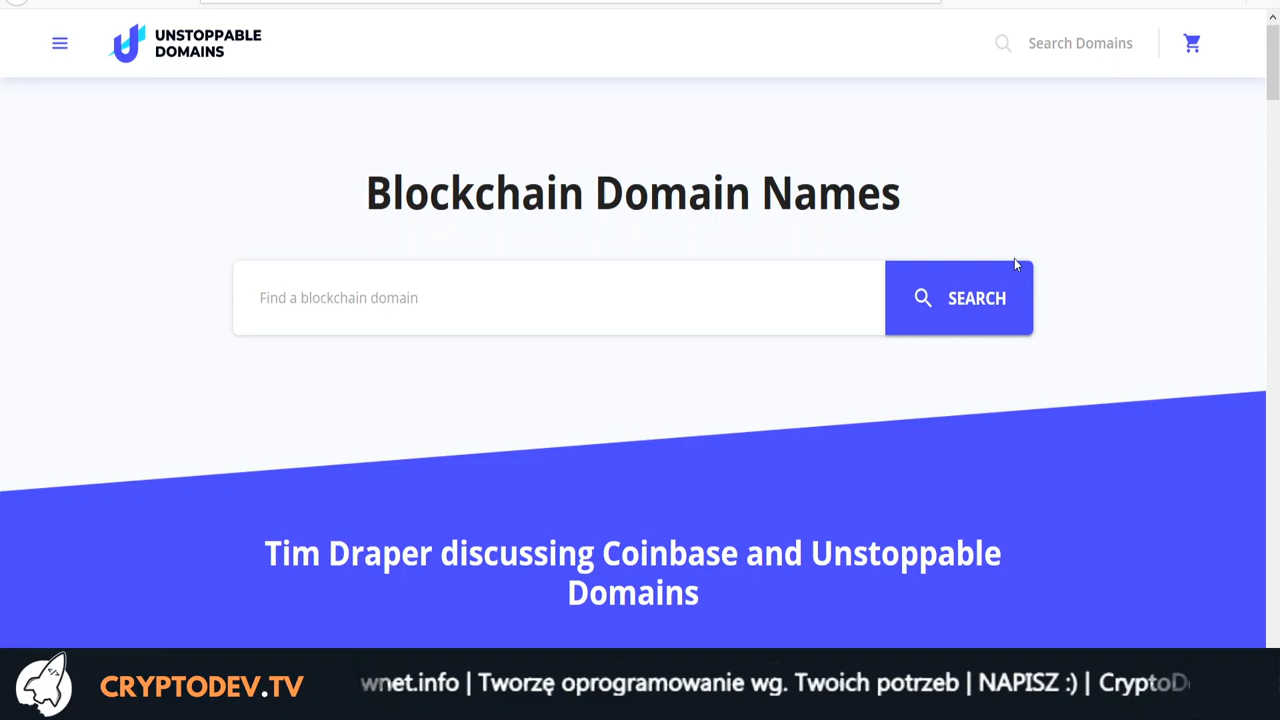 UNSTOPPABLE
DOMAINS
Search Domains
Blockchain Domain Names
Find a blockchain domain
SEARCH
Tim Draper discussing Coinbase and Unstoppable
Domains
CRYPTODEV.TV
wnet.info | Tworzę oprogramowanie wg. Twoich potrzeb | NAPISZ :) | CryptoD